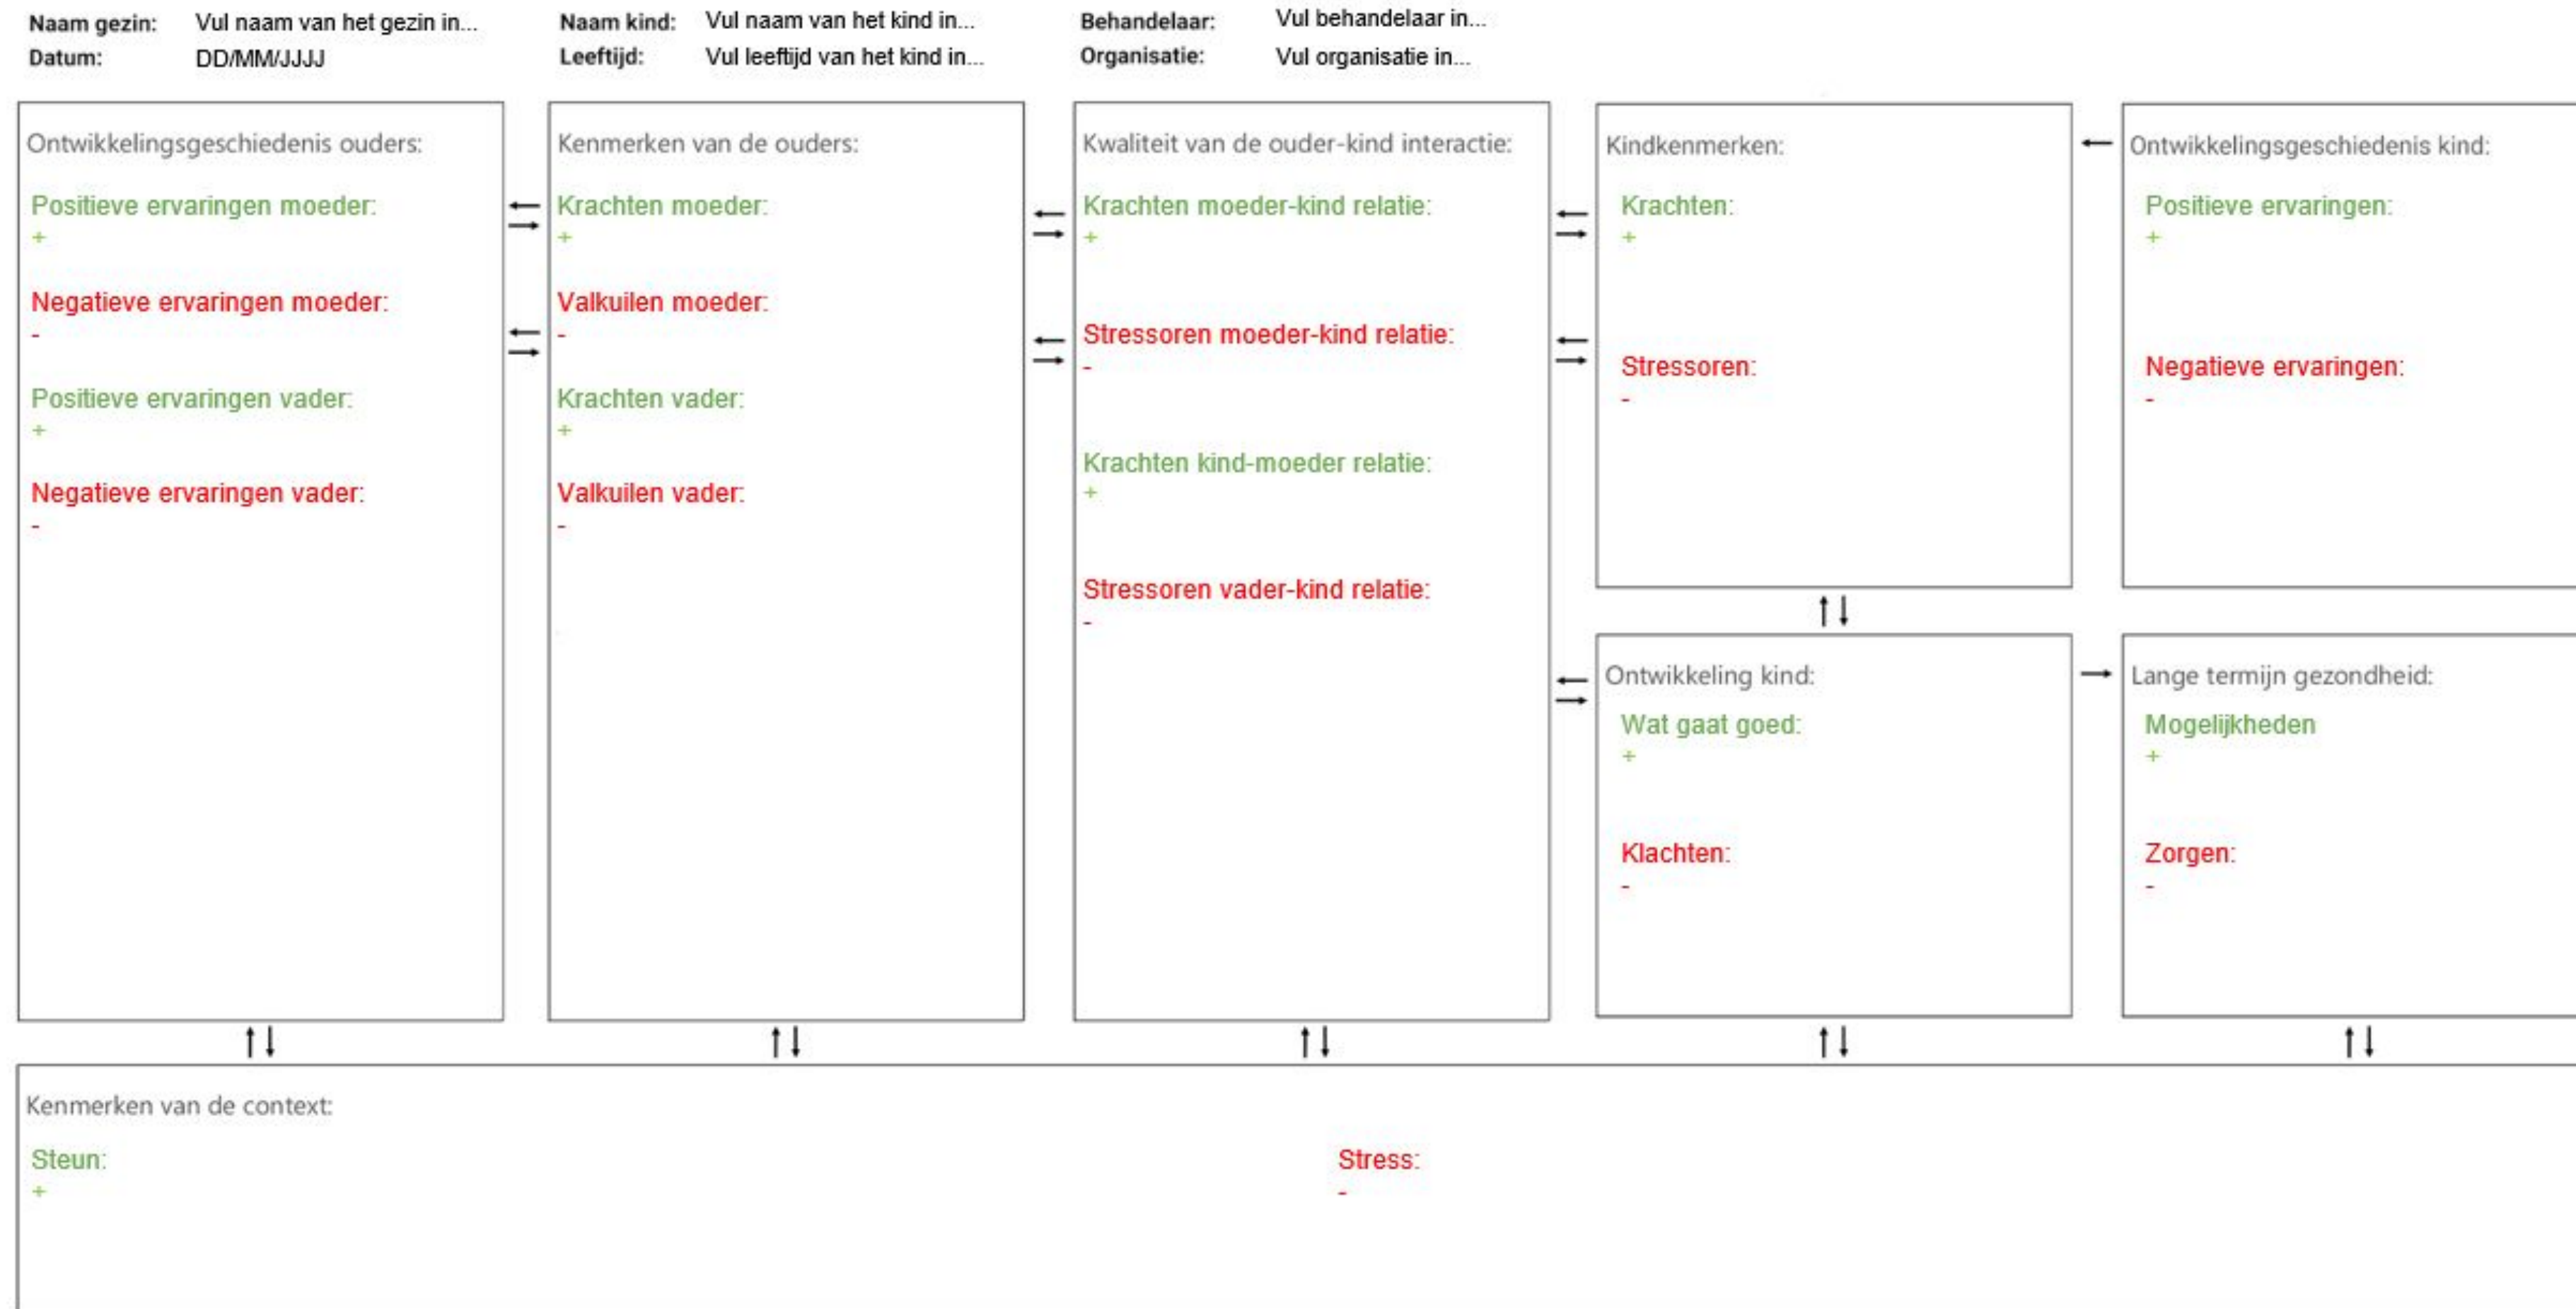 Naam gezin: Vul naam van het gezin in...
Datum: DD/MM/JJJJ
Naam kind: Vul naam van het kind in...
Leeftijd: Vul leeftijd van het kind in...
Behandelaar: Vul behandelaar in...
Organisatie: Vul organisatie in...
Ontwikkelingsgeschiedenis ouders:
Positieve ervaringen moeder:
+
Negatieve ervaringen moeder:
-
Positieve ervaringen vader:
+
Negatieve ervaringen vader:
-
Kenmerken van de ouders:
Krachten moeder:
+
Valkuilen moeder:
-
Krachten vader:
+
Valkuilen vader:
-
Kwaliteit van de ouder-kind interactie:
Krachten moeder-kind relatie:
+
Stressoren moeder-kind relatie:
-
Krachten kind-moeder relatie:
+
Stressoren vader-kind relatie:
-
Kindkenmerken:
Krachten:
+
Stressoren:
-
Ontwikkelingsgeschiedenis kind:
Positieve ervaringen:
+
Negatieve ervaringen:
-
Ontwikkeling kind:
Wat gaat goed:
+
Klachten:
-
Lange termijn gezondheid:
Mogelijkheden
+
Zorgen:
-
Kenmerken van de context:
Steun:
+
Stress:
-